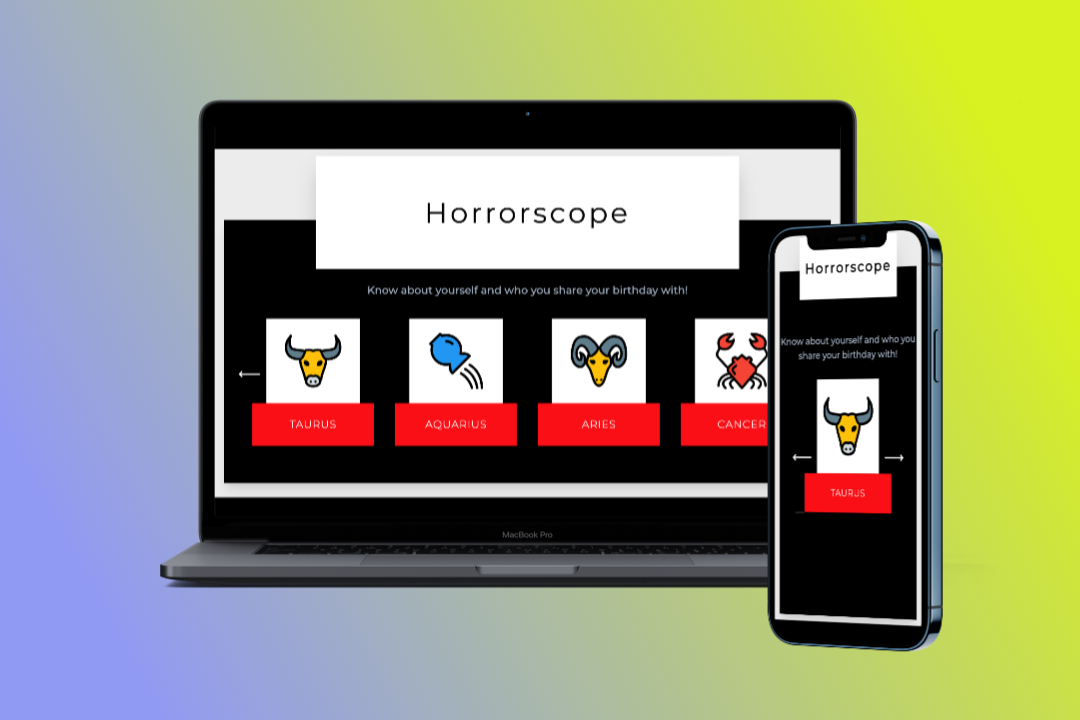 Horrorscope
Know about yourself and who you share your birthday with!
TAURUS
AQUARIUS
ARIES
CANCER
MacBook Pro
Horrorscope
Know about yourself and who you
share your birthday with!
TAURUS